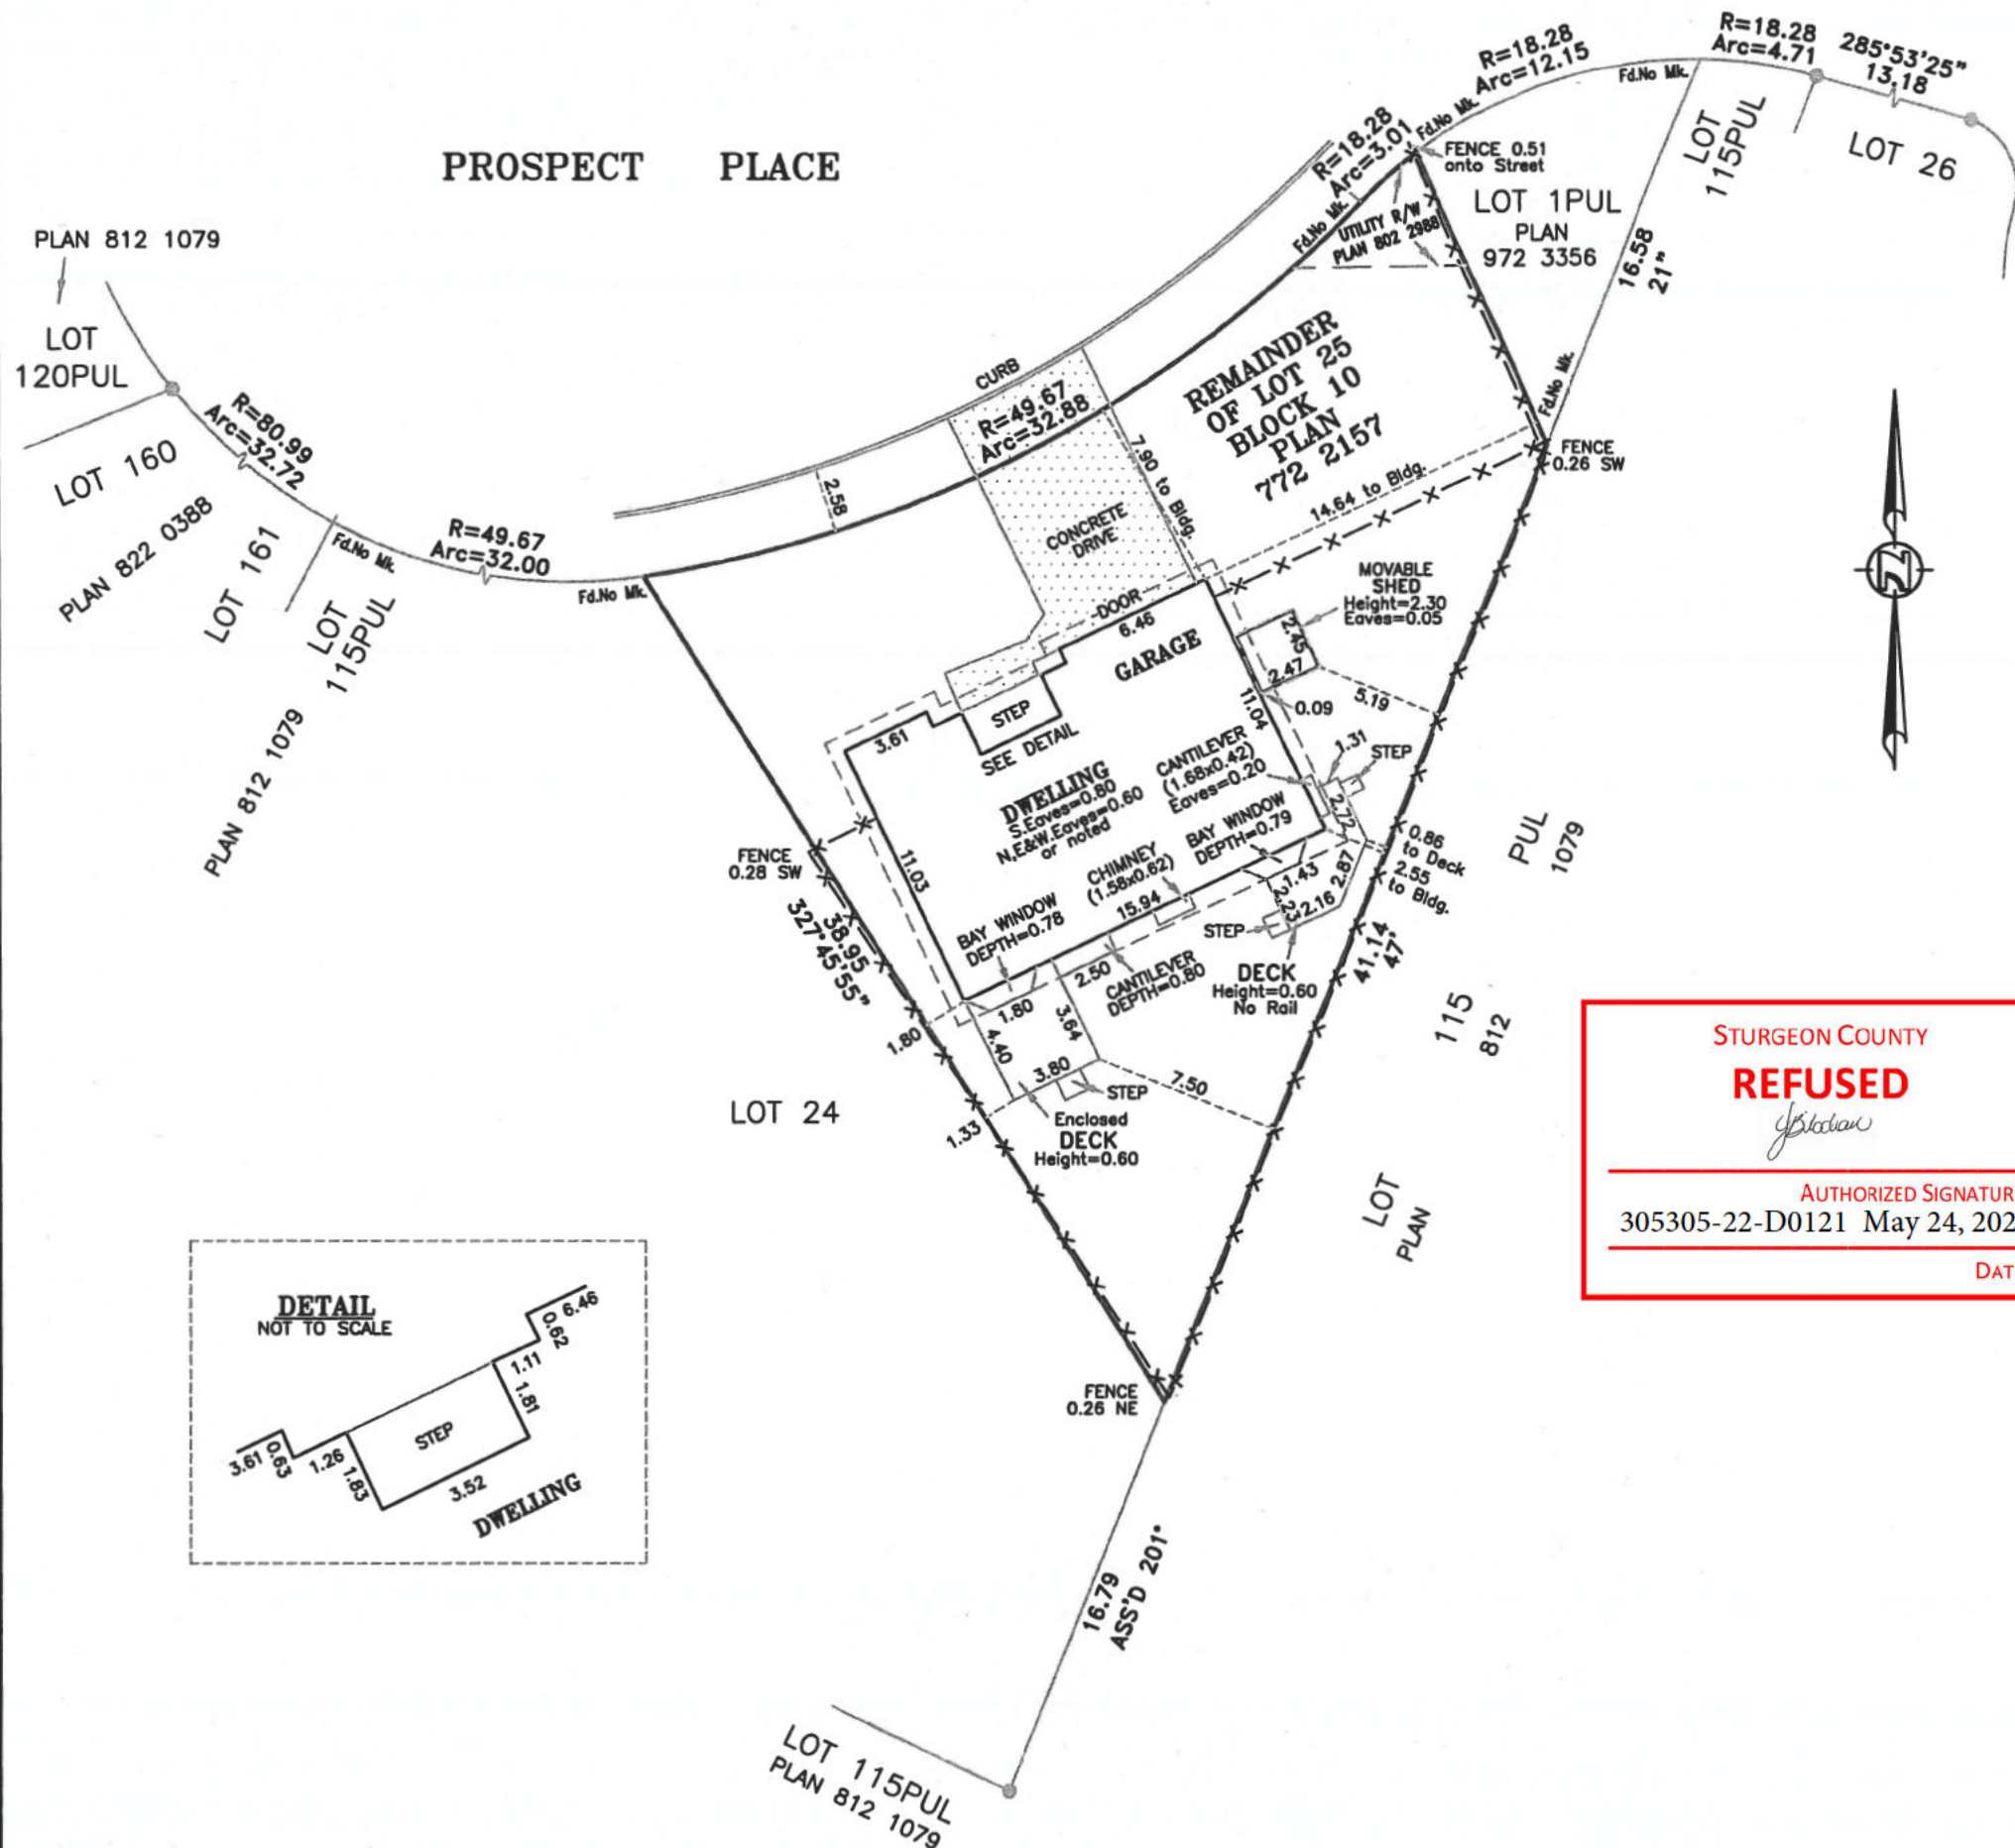 PROSPECT PLACE
R=18.28
Arc=12.15
R=18.28
Arc=4.71
285°53'25"
13.18
Fd.No Mk.
Fd.No Mk.
R=18.28
Arc=3.01
Fd.No Mk.
FENCE 0.51
onto Street
UTILITY R/W
PLAN 802 2988
LOT 1PUL
PLAN
972 3356
LOT
115PUL
LOT 26
16.58
21"
Fd.No Mk.
PLAN 812 1079
LOT
120PUL
R=80.99
Arc=32.72
LOT 160
PLAN 822 0388
LOT 161
Fd.No Mk.
R=49.67
Arc=32.00
Fd.No Mk.
LOT
115PUL
PLAN 812 1079
CURB
2.58
R=49.67
Arc=32.88
CONCRETE
DRIVE
7.90 to Bldg.
REMAINDER
OF LOT 25
BLOCK 10
PLAN
772 2157
14.64 to Bldg.
FENCE
0.26 SW
DOOR
6.46
GARAGE
MOVABLE
SHED
Height=2.30
Eaves=0.05
2.45
2.47
5.19
0.09
11.04
3.61
STEP
SEE DETAIL
DWELLING
S.Eaves=0.80
N,E&W.Eaves=0.60
or noted
CANTILEVER
(1.68x0.42)
Eaves=0.20
1.31
STEP
2.72
BAY WINDOW
DEPTH=0.79
CHIMNEY
(1.58x0.62)
15.94
BAY WINDOW
DEPTH=0.78
11.03
FENCE
0.28 SW
38.95
327°45'55"
0.86
to Deck
2.55
to Bldg.
1.43
2.87
2.23
2.16
STEP
DECK
Height=0.60
No Rail
41.14
47'
2.50
CANTILEVER
DEPTH=0.80
1.80
1.80
4.40
3.64
3.80
STEP
7.50
1.33
Enclosed
DECK
Height=0.60
LOT 24
PUL
1079
115
812
LOT
PLAN
STURGEON COUNTY
REFUSED
AUTHORIZED SIGNATUR
305305-22-D0121 May 24, 202
DAT
FENCE
0.26 NE
DETAIL
NOT TO SCALE
6.46
0.62
1.11
1.81
STEP
3.61
0.63
1.26
1.83
3.52
DWELLING
16.79
ASS'D 201°
LOT 115PUL
PLAN 812 1079